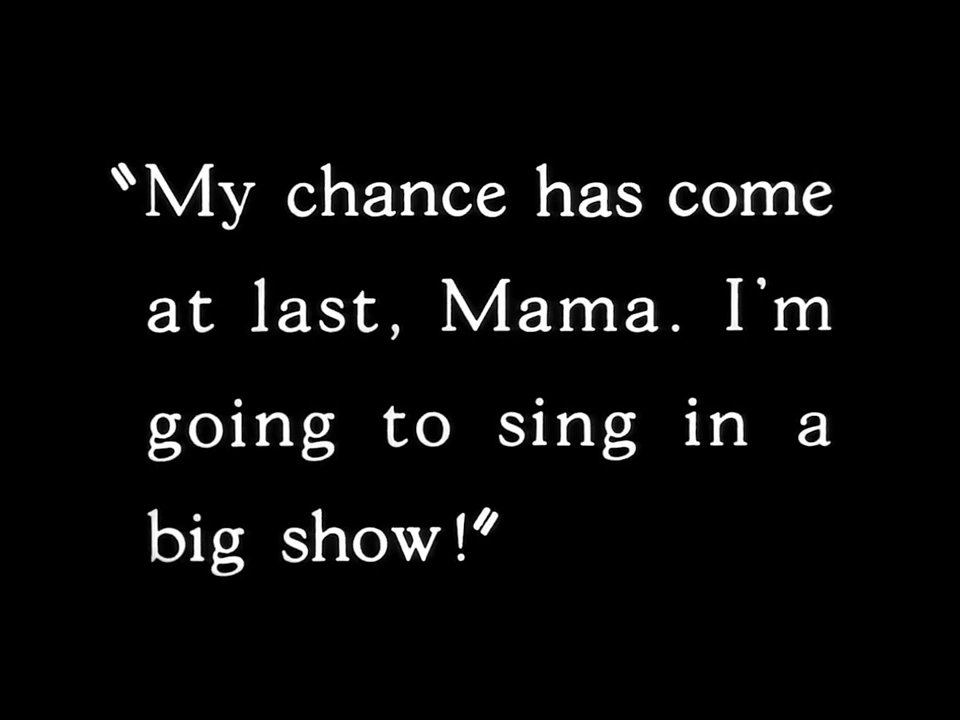 "My chance has come
at last, Mama. I'm
going to sing in a
big show!"